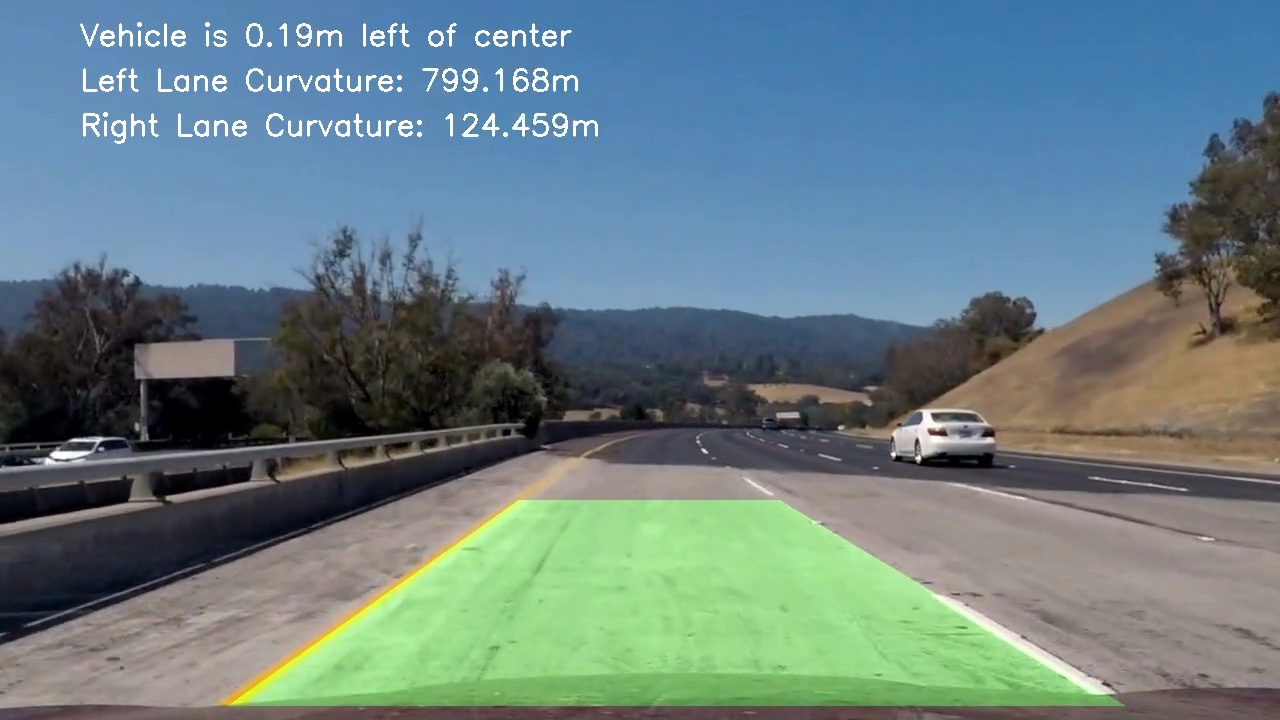 Vehicle is 0.19m left of center
Left Lane Curvature: 799.168m
Right Lane Curvature: 124.459m